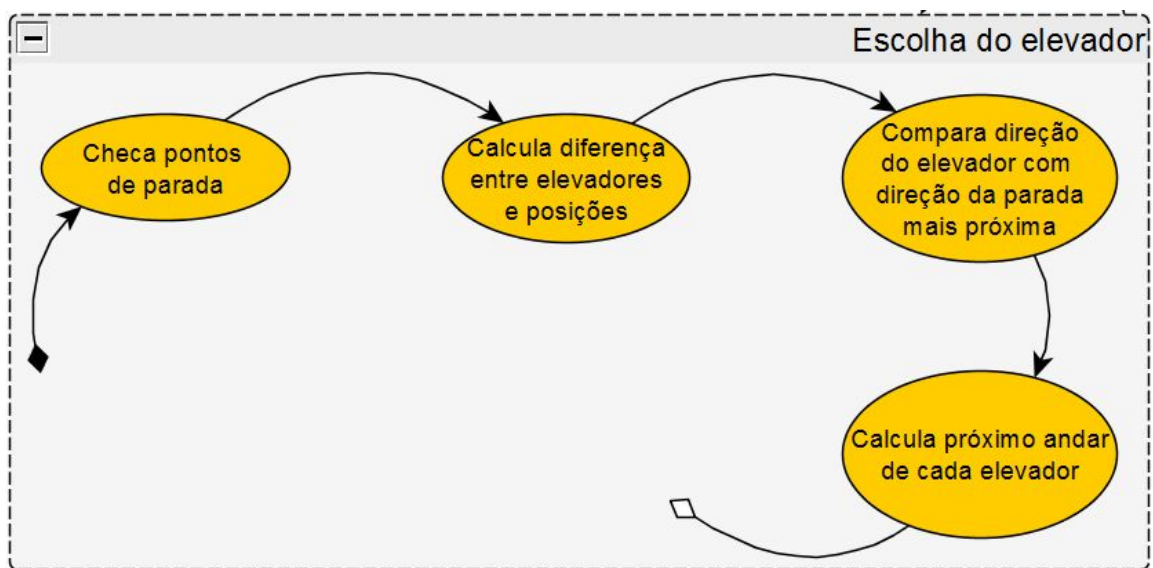 Escolha do elevador
Checa pontos
de parada
Calcula diferença
entre elevadores
e posições
Compara direção
do elevador com
direção da parada
mais próxima
Calcula próximo andar
de cada elevador